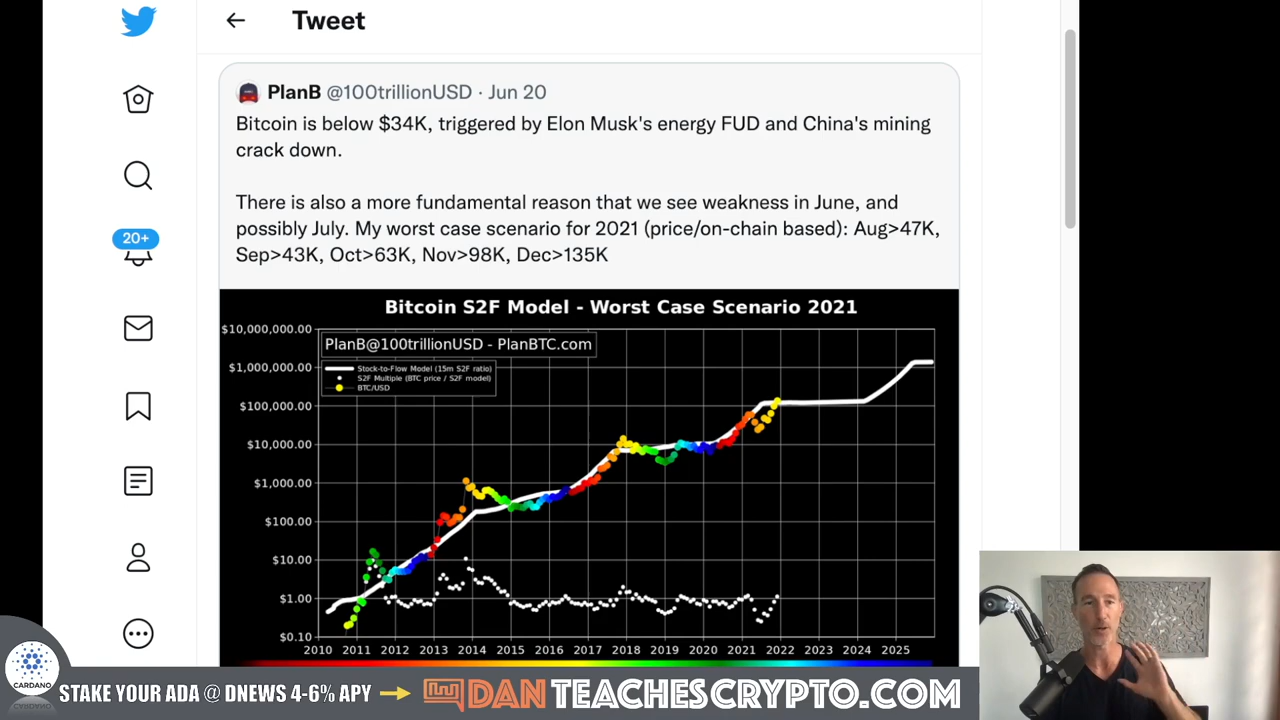 Tweet
PlanB @100trillionUSD · Jun 20
Bitcoin is below $34K, triggered by Elon Musk's energy FUD and China's mining
crack down.
20+
There is also a more fundamental reason that we see weakness in June, and
possibly July. My worst case scenario for 2021 (price/on-chain based): Aug>47K,
Sep>43K, Oct>63K, Nov>98K, Dec>135K
Bitcoin S2F Model - Worst Case Scenario 2021
PlanB@100trillionUSD - PlanBTC.com
Stock-to-Flow Model (15m S2F ratio)
S2F Multiple (BTC price / S2F model)
BTC/USD
$10,000,000.00
$1,000,000.00
$100,000.00
$10,000.00
$1,000.00
$100.00
$10.00
$1.00
$0.10
2010 2011 2012 2013 2014 2015 2016 2017 2018 2019 2020 2021 2022 2023 2024 2025
CARDANO
STAKE YOUR ADA @ DNEWS 4-6% APY
DANTEACHESCRYPTO.COM